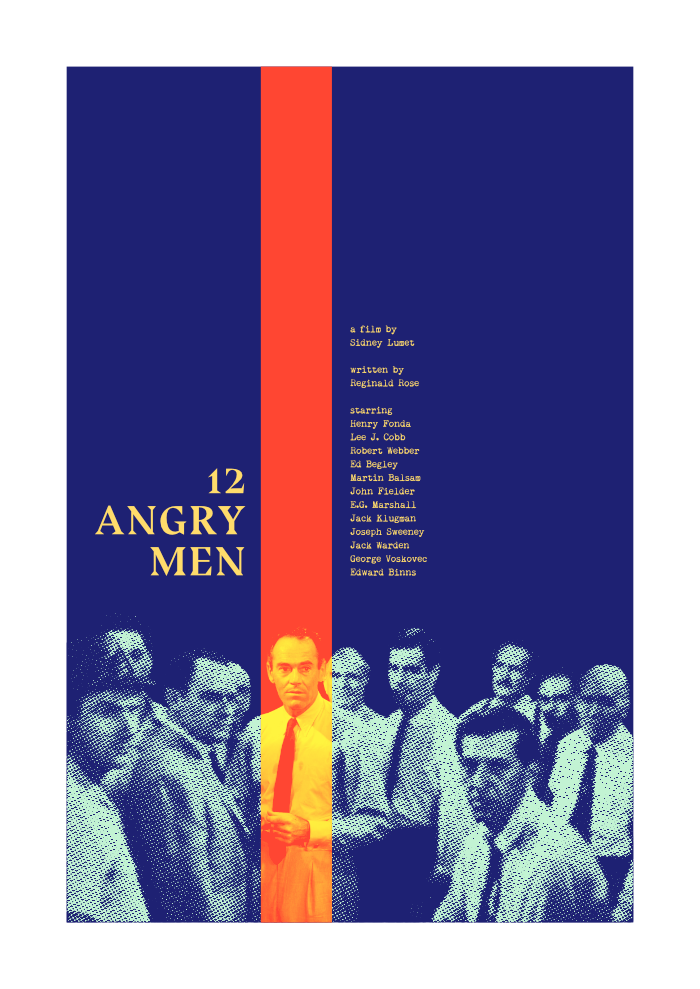 12
ANGRY
MEN
a film by
Sidney Lumet
written by
Reginald Rose
starring
Henry Fonda
Lee J. Cobb
Robert Webber
Ed Begley
Martin Balsam
John Fielder
E.G. Marshall
Jack Klugman
Joseph Sweeney
Jack Warden
George Voskovec
Edward Binns